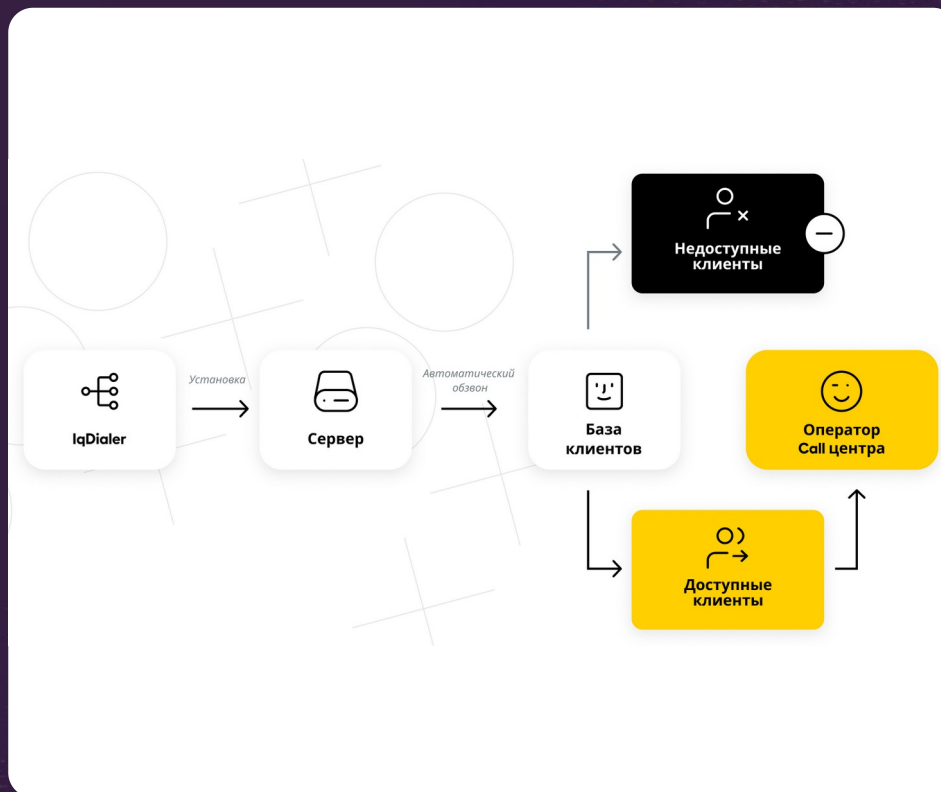 Недоступные
клиенты
IqDialer
Установка
Сервер
Автоматический
обзвон
База
клиентов
Оператор
Call центра
Доступные
клиенты